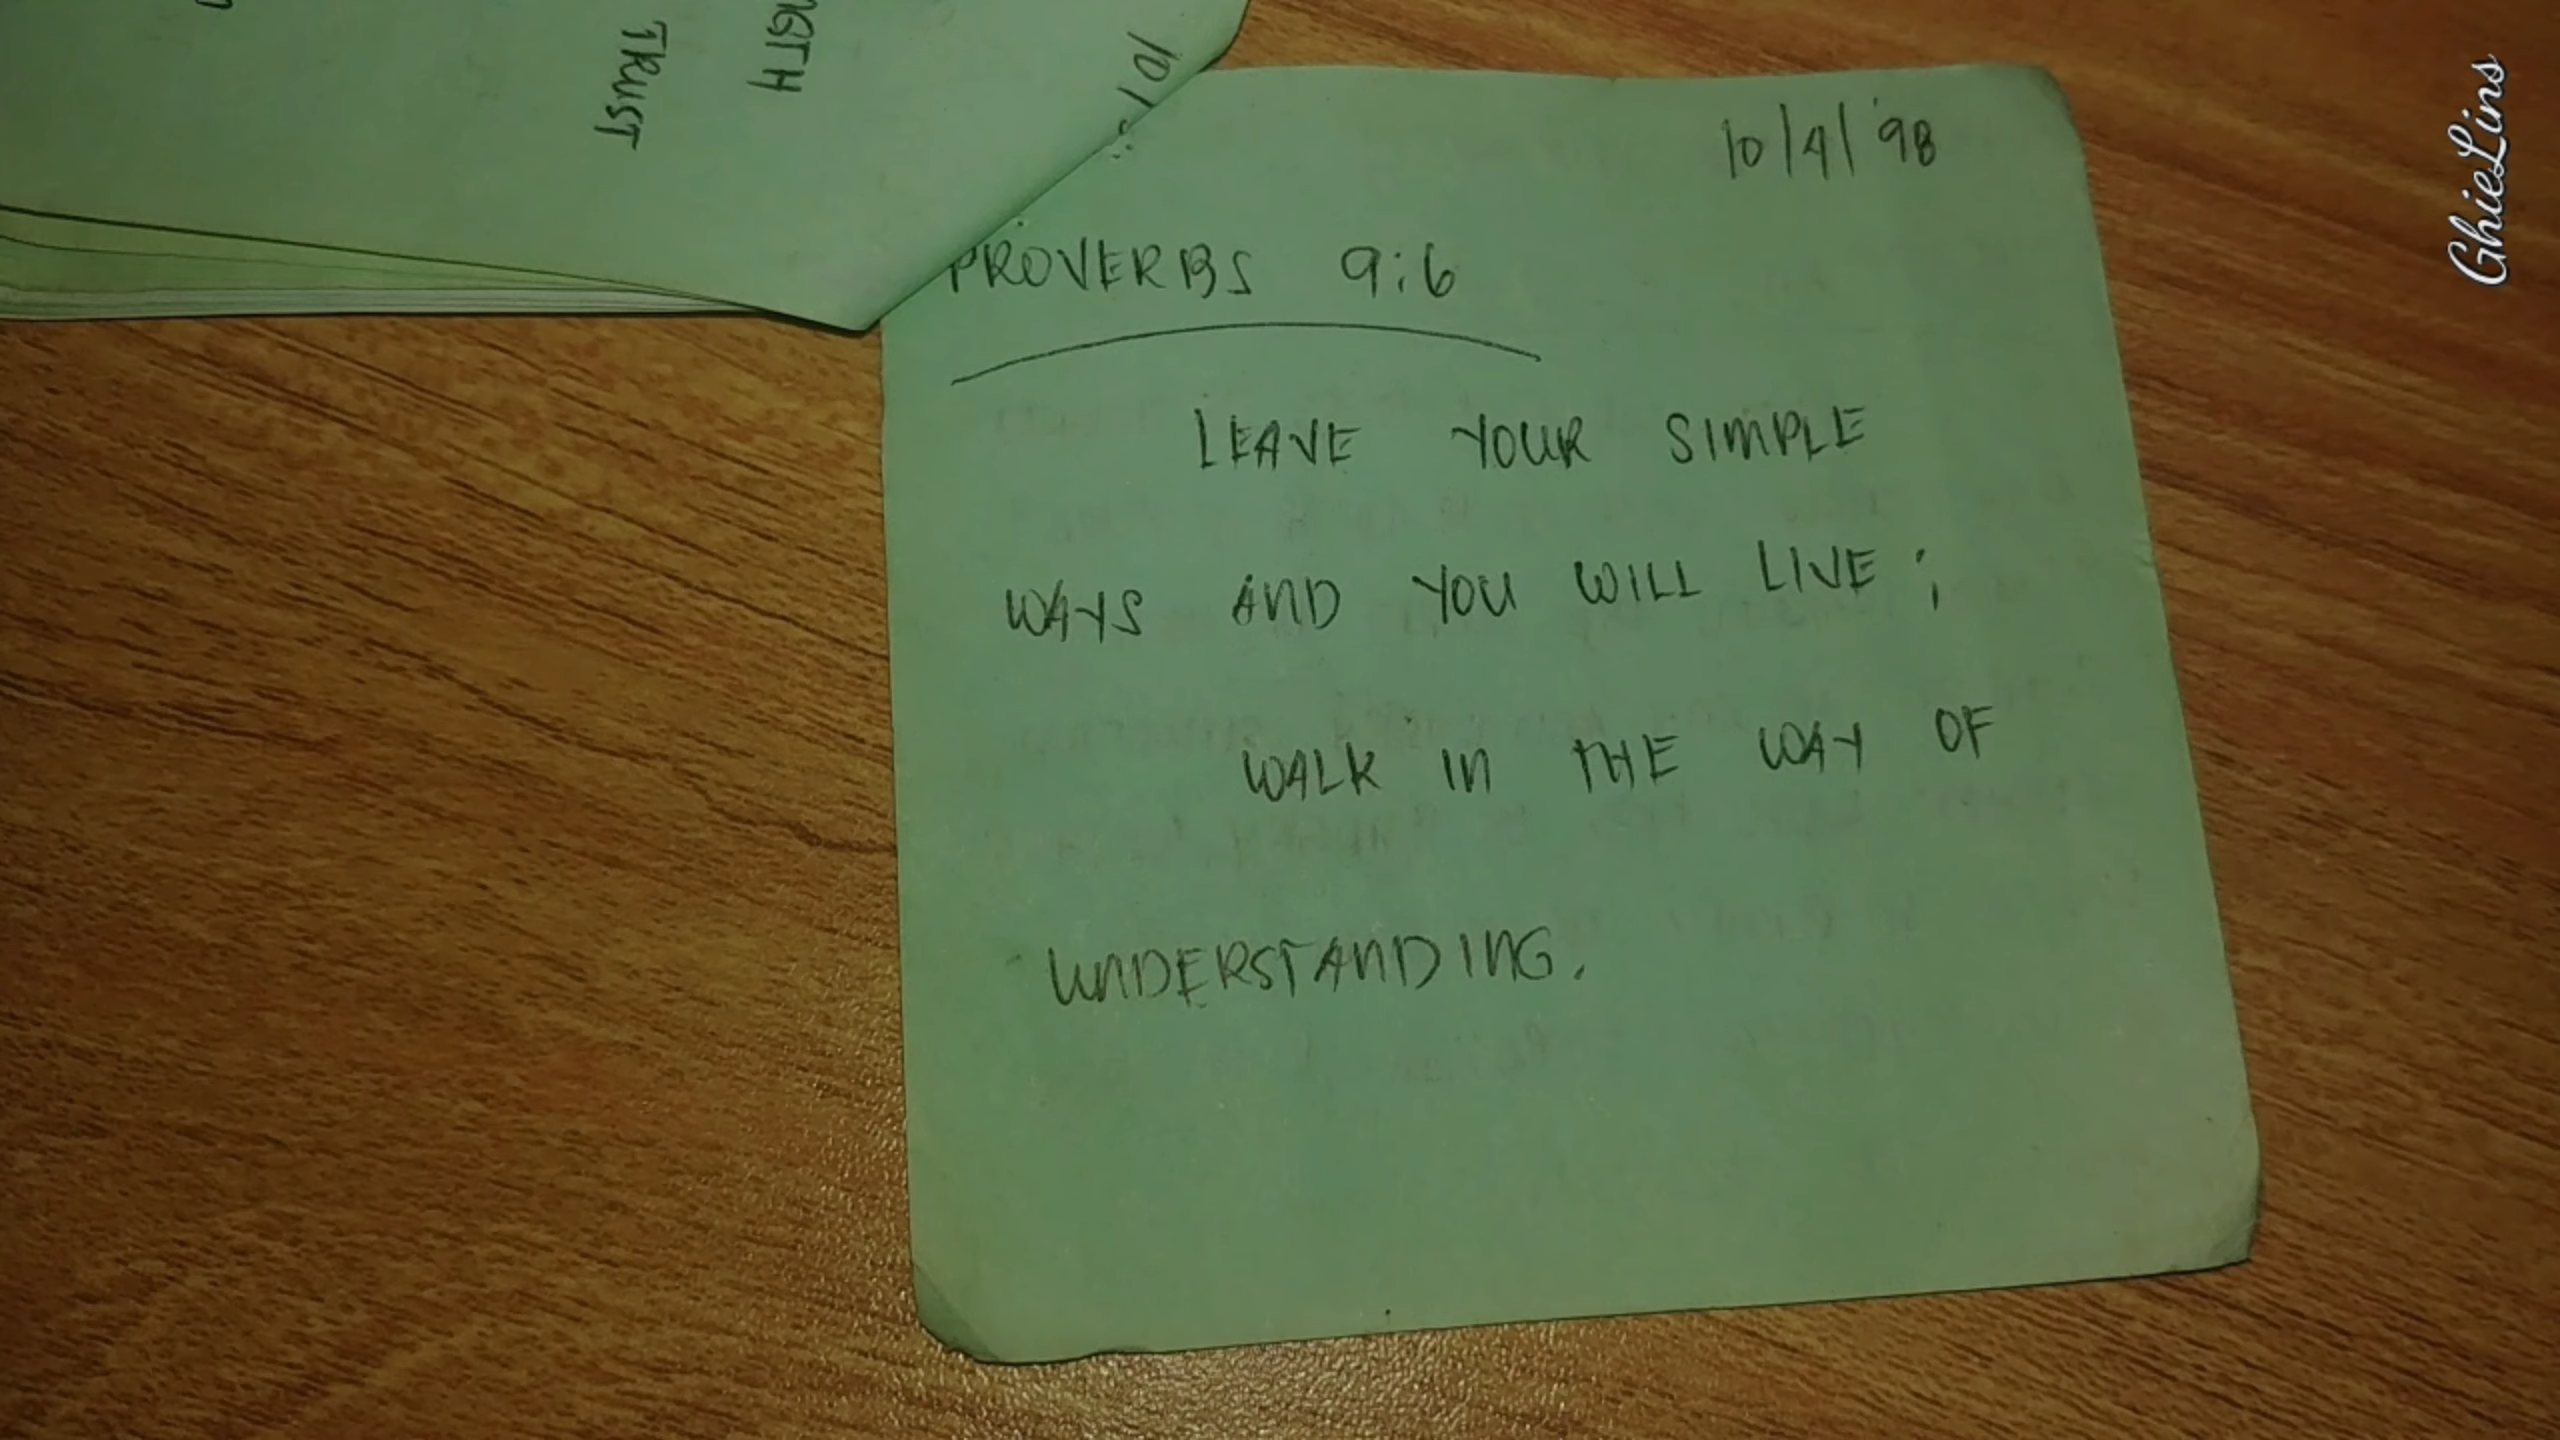 10/4/'98
PROVERBS 9:6
LEAVE YOUR SIMPLE
WAYS AND YOU WILL LIVE;
WALK IN THE WAY OF
UNDERSTANDING.
TRUST
GhieLins